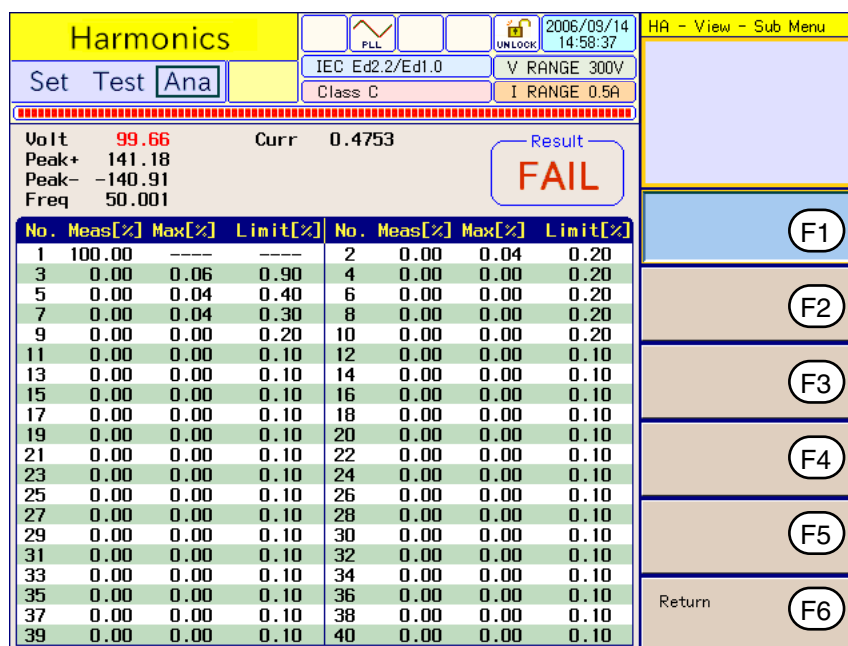 Harmonics
PLL
UNLOCK
2006/09/14
14:58:37
HA - View - Sub Menu
Set Test Ana
IEC Ed2.2/Ed1.0
V RANGE 300V
Class C
I RANGE 0.5A
Volt 99.66 Curr 0.4753
Peak+ 141.18
Peak- -140.91
Freq 50.001
Result
FAIL
No. Meas[%] Max[%] Limit[%] No. Meas[%] Max[%] Limit[%]
1 100.00 ---- ---- 2 0.00 0.04 0.20
3 0.00 0.06 0.90 4 0.00 0.00 0.20
5 0.00 0.04 0.40 6 0.00 0.00 0.20
7 0.00 0.04 0.30 8 0.00 0.00 0.20
9 0.00 0.00 0.20 10 0.00 0.00 0.20
11 0.00 0.00 0.10 12 0.00 0.00 0.10
13 0.00 0.00 0.10 14 0.00 0.00 0.10
15 0.00 0.00 0.10 16 0.00 0.00 0.10
17 0.00 0.00 0.10 18 0.00 0.00 0.10
19 0.00 0.00 0.10 20 0.00 0.00 0.10
21 0.00 0.00 0.10 22 0.00 0.00 0.10
23 0.00 0.00 0.10 24 0.00 0.00 0.10
25 0.00 0.00 0.10 26 0.00 0.00 0.10
27 0.00 0.00 0.10 28 0.00 0.00 0.10
29 0.00 0.00 0.10 30 0.00 0.00 0.10
31 0.00 0.00 0.10 32 0.00 0.00 0.10
33 0.00 0.00 0.10 34 0.00 0.00 0.10
35 0.00 0.00 0.10 36 0.00 0.00 0.10
37 0.00 0.00 0.10 38 0.00 0.00 0.10
39 0.00 0.00 0.10 40 0.00 0.00 0.10
F1
F2
F3
F4
F5
Return F6